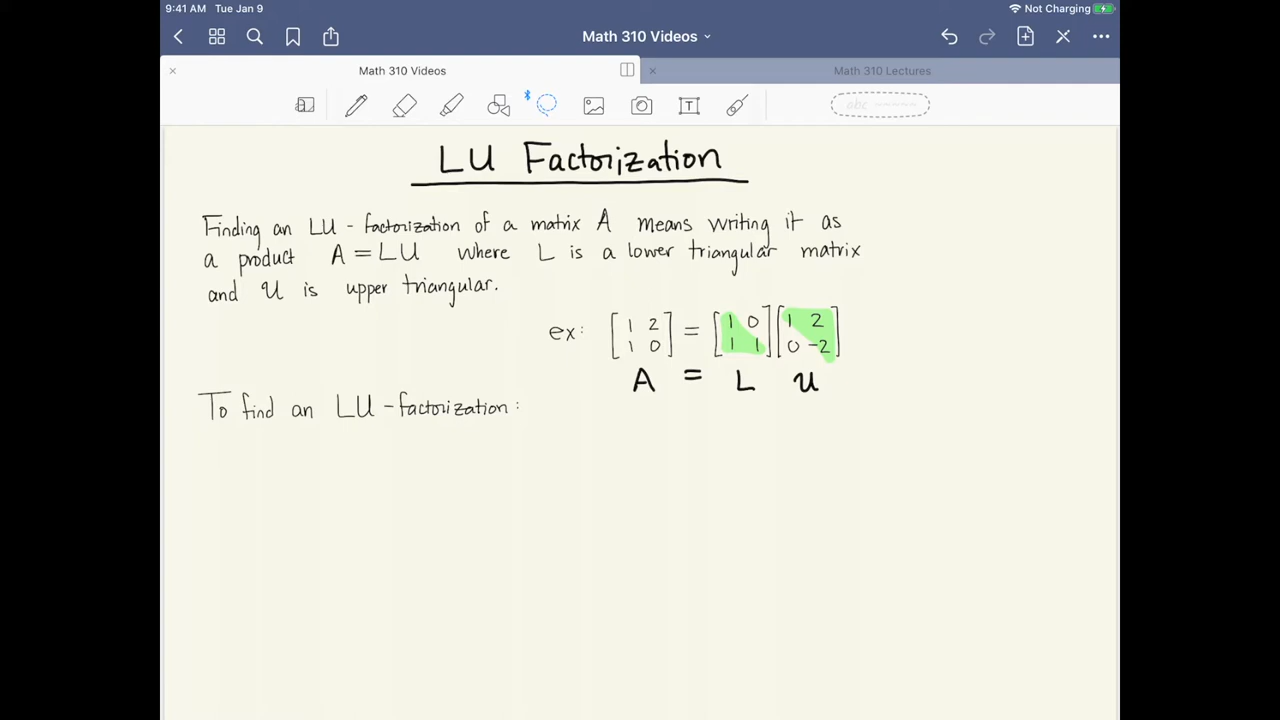 9:41 AM Tue Jan 9
Not Charging
Math 310 Videos
Math 310 Videos
Math 310 Lectures
T
abc
LU Factorization
Finding an LU-factorization of a matrix A means writing it as
a product A = LU where L is a lower triangular matrix
and U is upper triangular.
ex: [1 2 = [1 0] [1 2]
1 0] 1 1] 0 -2]
A = L U
To find an LU-factorization: